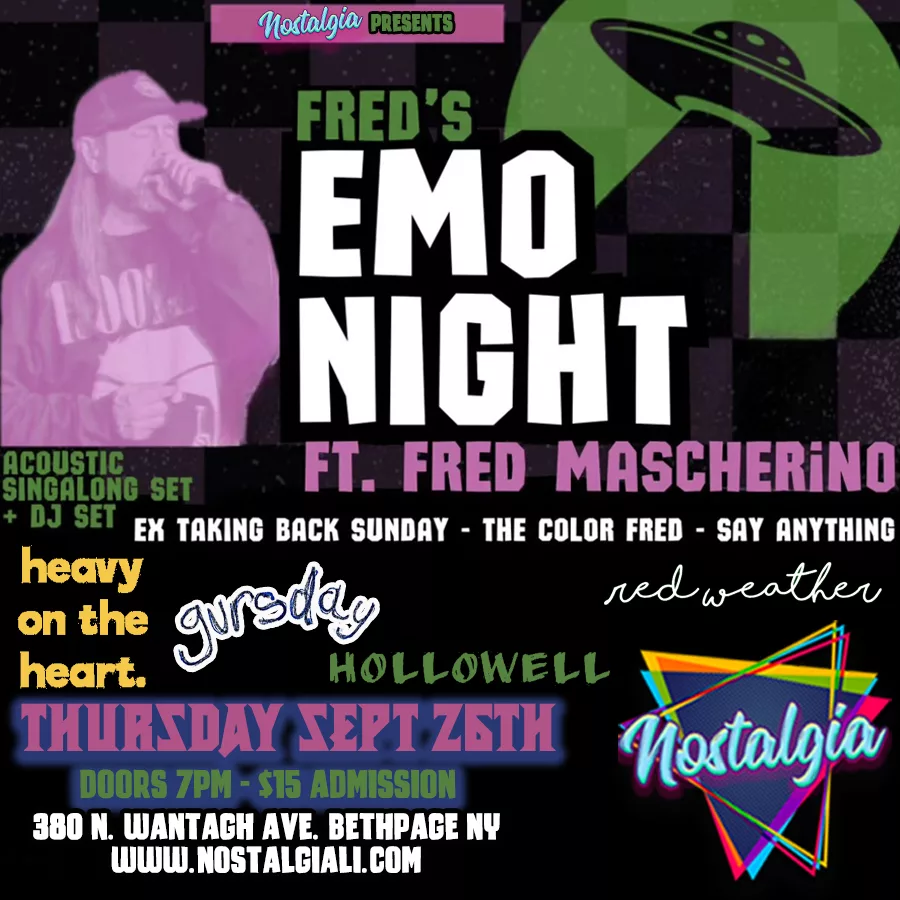 Nostalgia PRESENTS
FRED'S
EMO
NIGHT
FT. FRED MASCHERiNO
ACOUSTIC
SINGALONG SET
+ DJ SET
EX TAKING BACK SUNDAY - THE COLOR FRED - SAY ANYTHING
heavy
on the
heart.
gursday
red weather
HOLLOWELL
Nostalgia
THURSDAY SEPT 26TH
DOORS 7PM - $15 ADMISSION
380 N. WANTAGH AVE. BETHPAGE NY
WWW.NOSTALGIALI.COM